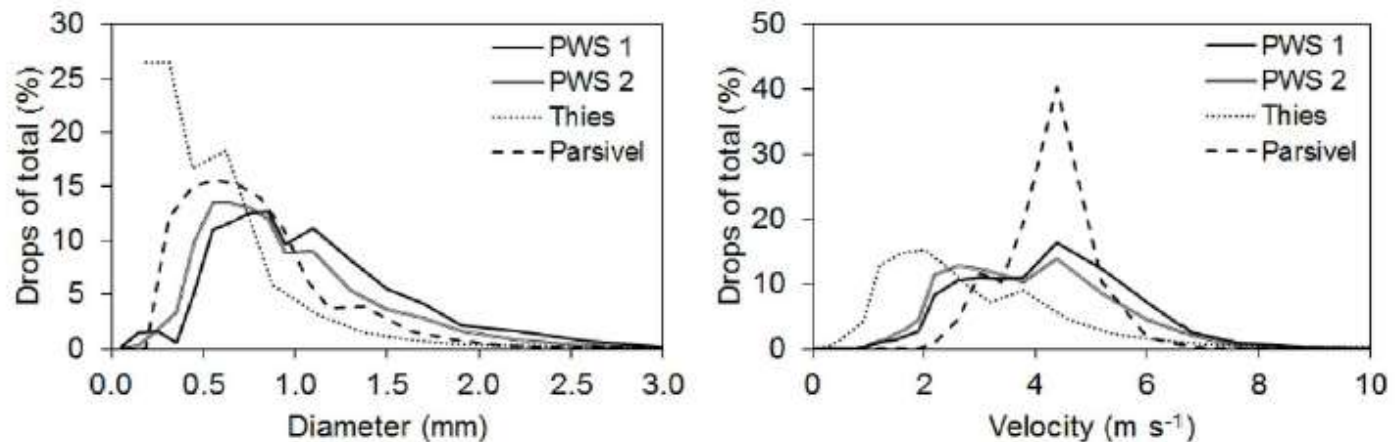 30
25
20
15
10
5
0
Drops of total (%)
PWS 1
PWS 2
Thies
Parsivel
0.0 0.5 1.0 1.5 2.0 2.5 3.0
Diameter (mm)
50
40
30
20
10
0
Drops of total (%)
PWS 1
PWS 2
Thies
Parsivel
0 2 4 6 8 10
Velocity (m s⁻¹)